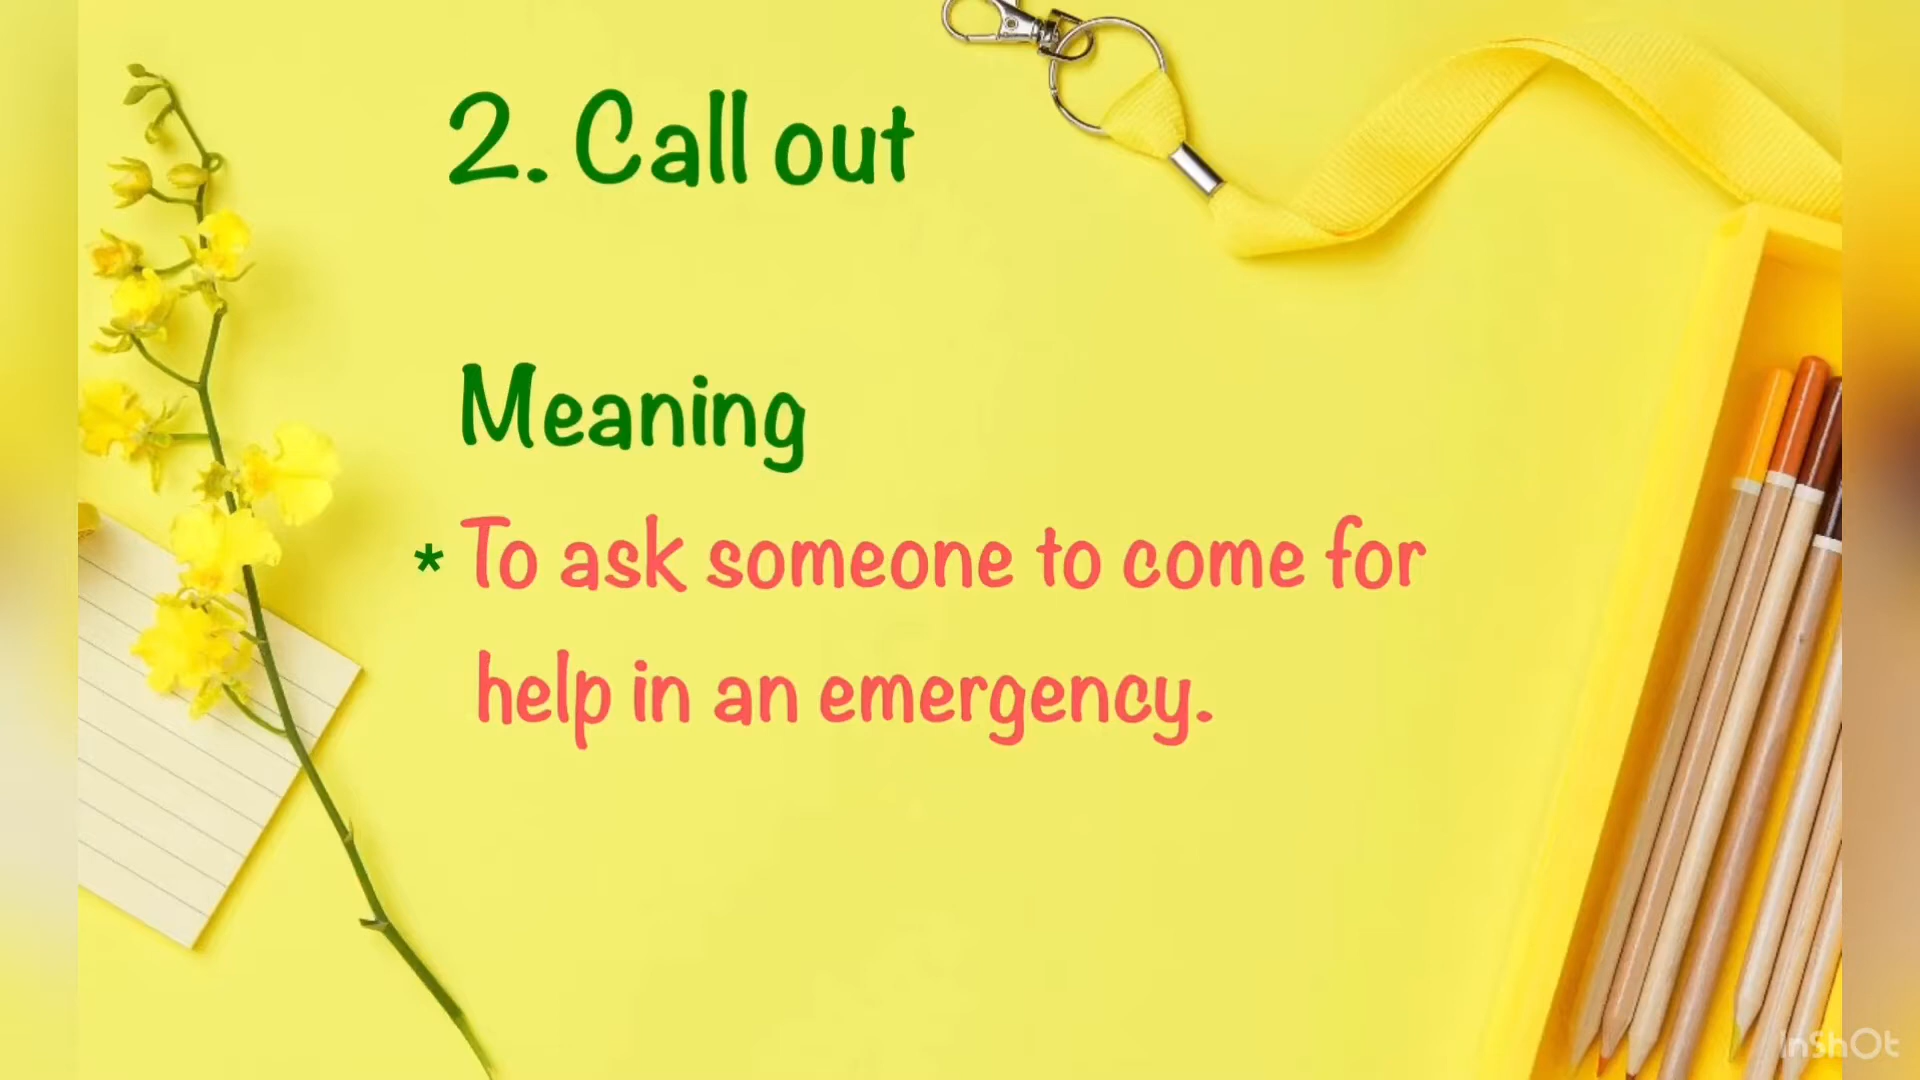 2. Call out
Meaning
* To ask someone to come for
help in an emergency.
InShOt